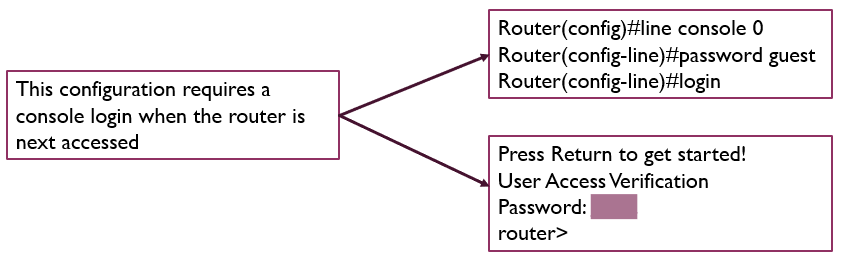 This configuration requires a
console login when the router is
next accessed
Router(config)#line console 0
Router(config-line)#password guest
Router(config-line)#login
Press Return to get started!
User Access Verification
Password:
router>